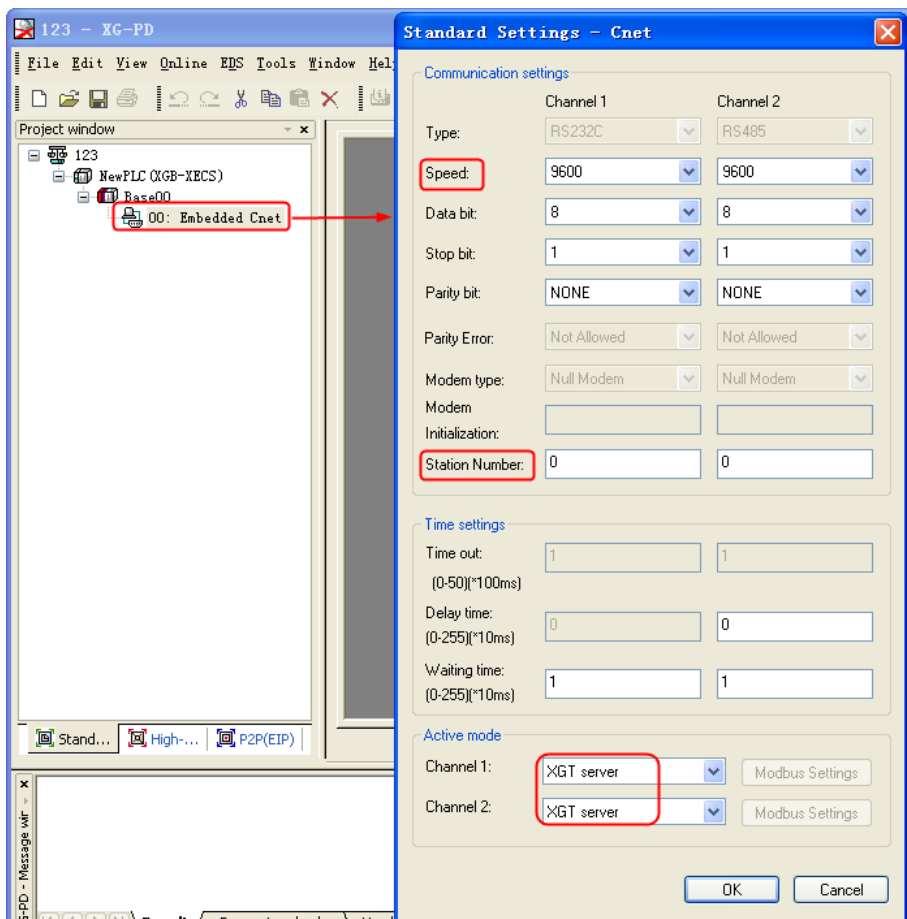 123 - XG-PD
File Edit View Online EDS Tools Window Hel
Project window
123
NewPLC(XGB-XECS)
Base00
00: Embedded Cnet
Stand...
High-...
P2P(EIP)
Standard Settings - Cnet
Communication settings
Channel 1 Channel 2
Type: RS232C RS485
Speed: 9600 9600
Data bit: 8 8
Stop bit: 1 1
Parity bit: NONE NONE
Parity Error: Not Allowed Not Allowed
Modem type: Null Modem Null Modem
Modem
Initialization:
Station Number: 0 0
Time settings
Time out: 1 1
(0-50)(*100ms)
Delay time: 0 0
(0-255)(*10ms)
Waiting time: 1 1
(0-255)(*10ms)
Active mode
Channel 1: XGT server Modbus Settings
Channel 2: XGT server Modbus Settings
OK Cancel
G-PD - Message wir